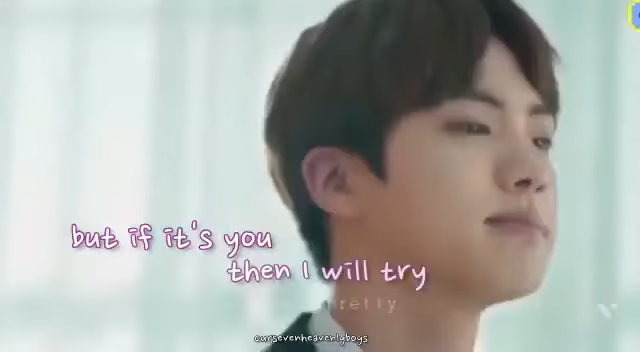 but if it's you
then I will try
oursevenheavenlyboys